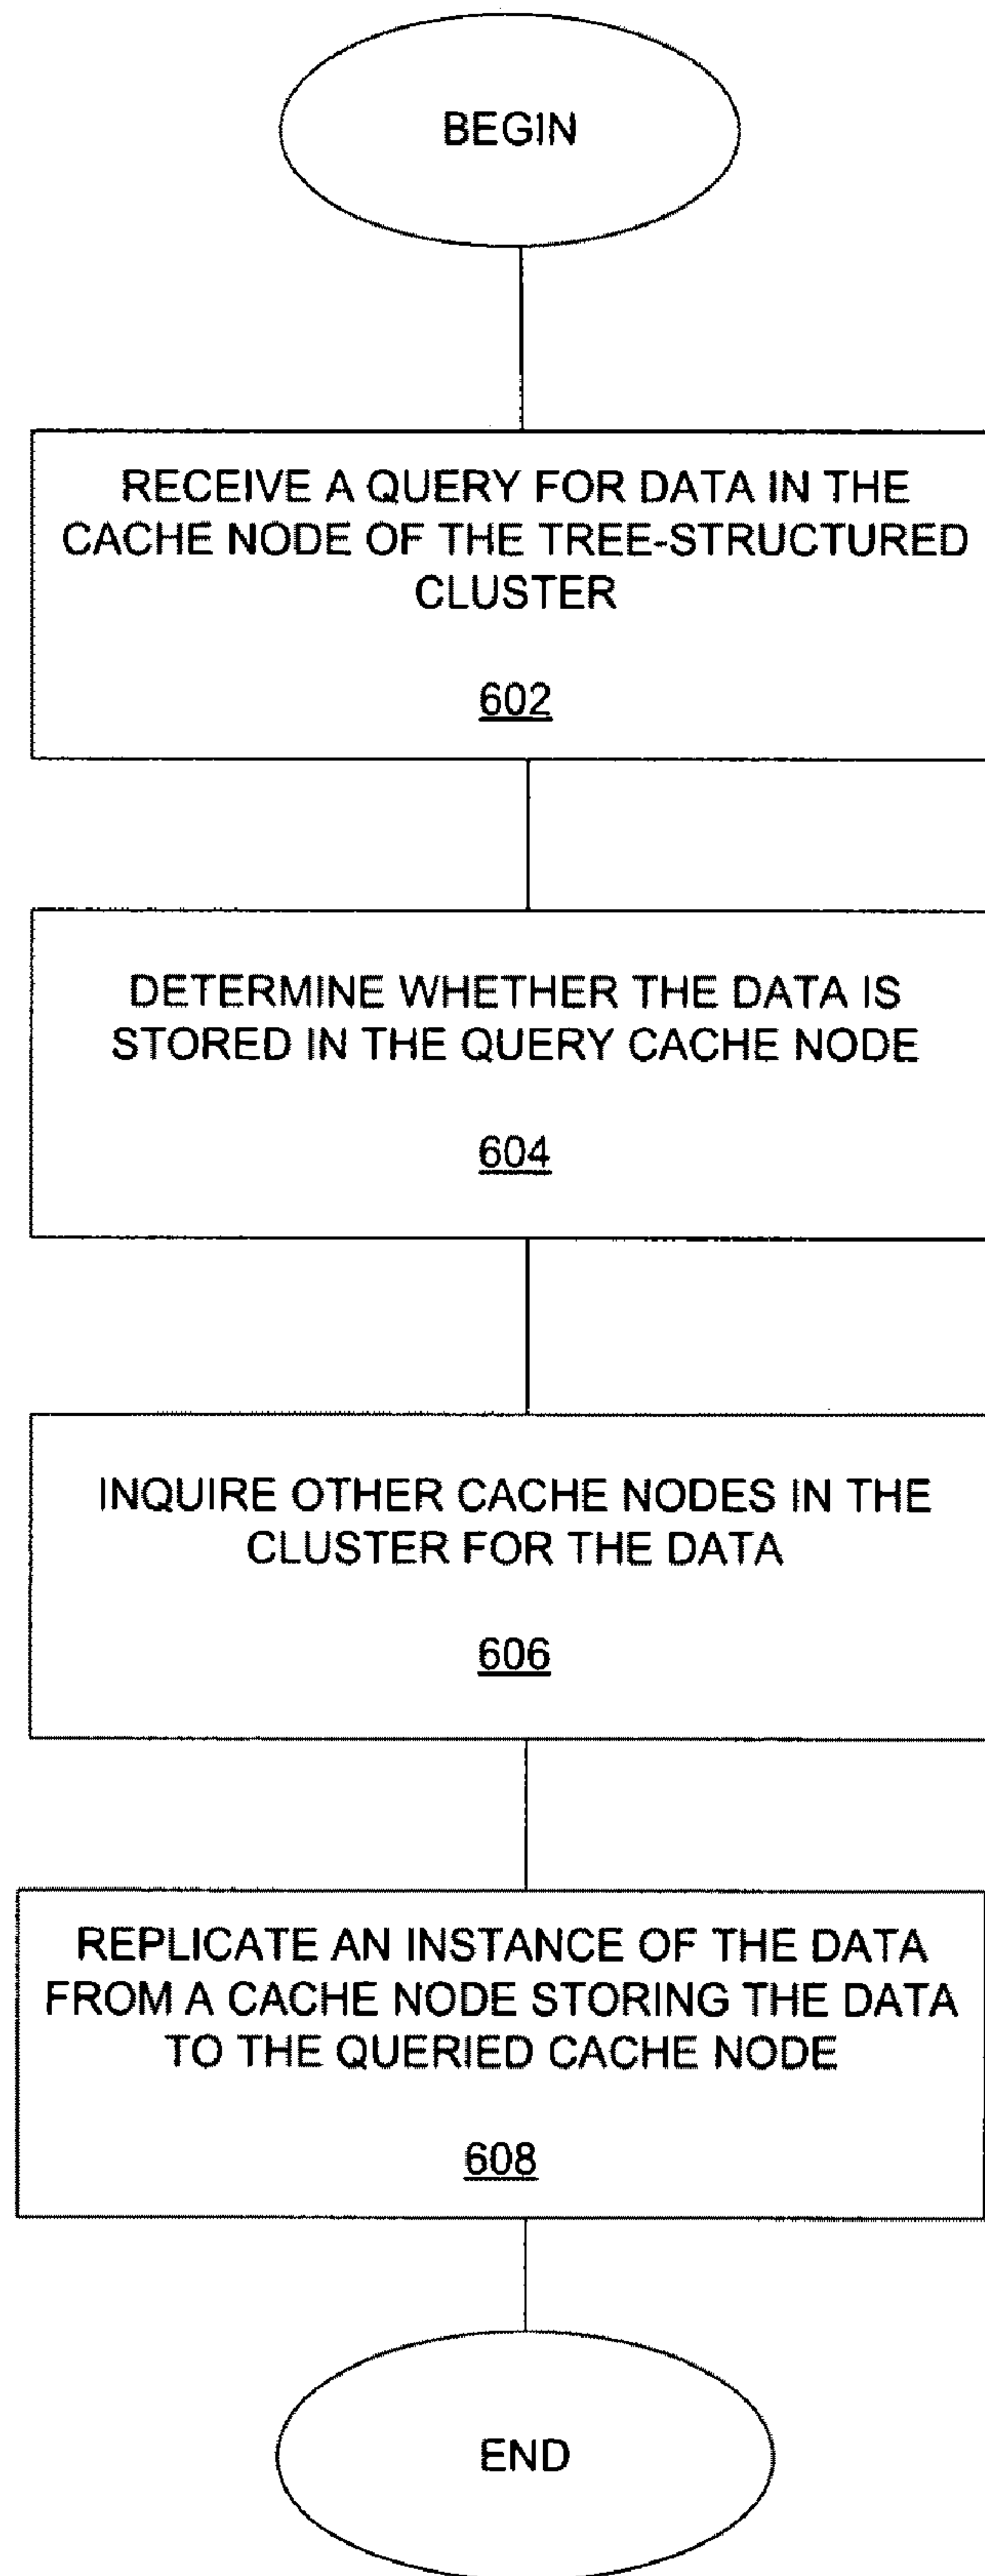 BEGIN
RECEIVE A QUERY FOR DATA IN THE
CACHE NODE OF THE TREE-STRUCTURED
CLUSTER
602
DETERMINE WHETHER THE DATA IS
STORED IN THE QUERY CACHE NODE
604
INQUIRE OTHER CACHE NODES IN THE
CLUSTER FOR THE DATA
606
REPLICATE AN INSTANCE OF THE DATA
FROM A CACHE NODE STORING THE DATA
TO THE QUERIED CACHE NODE
608
END